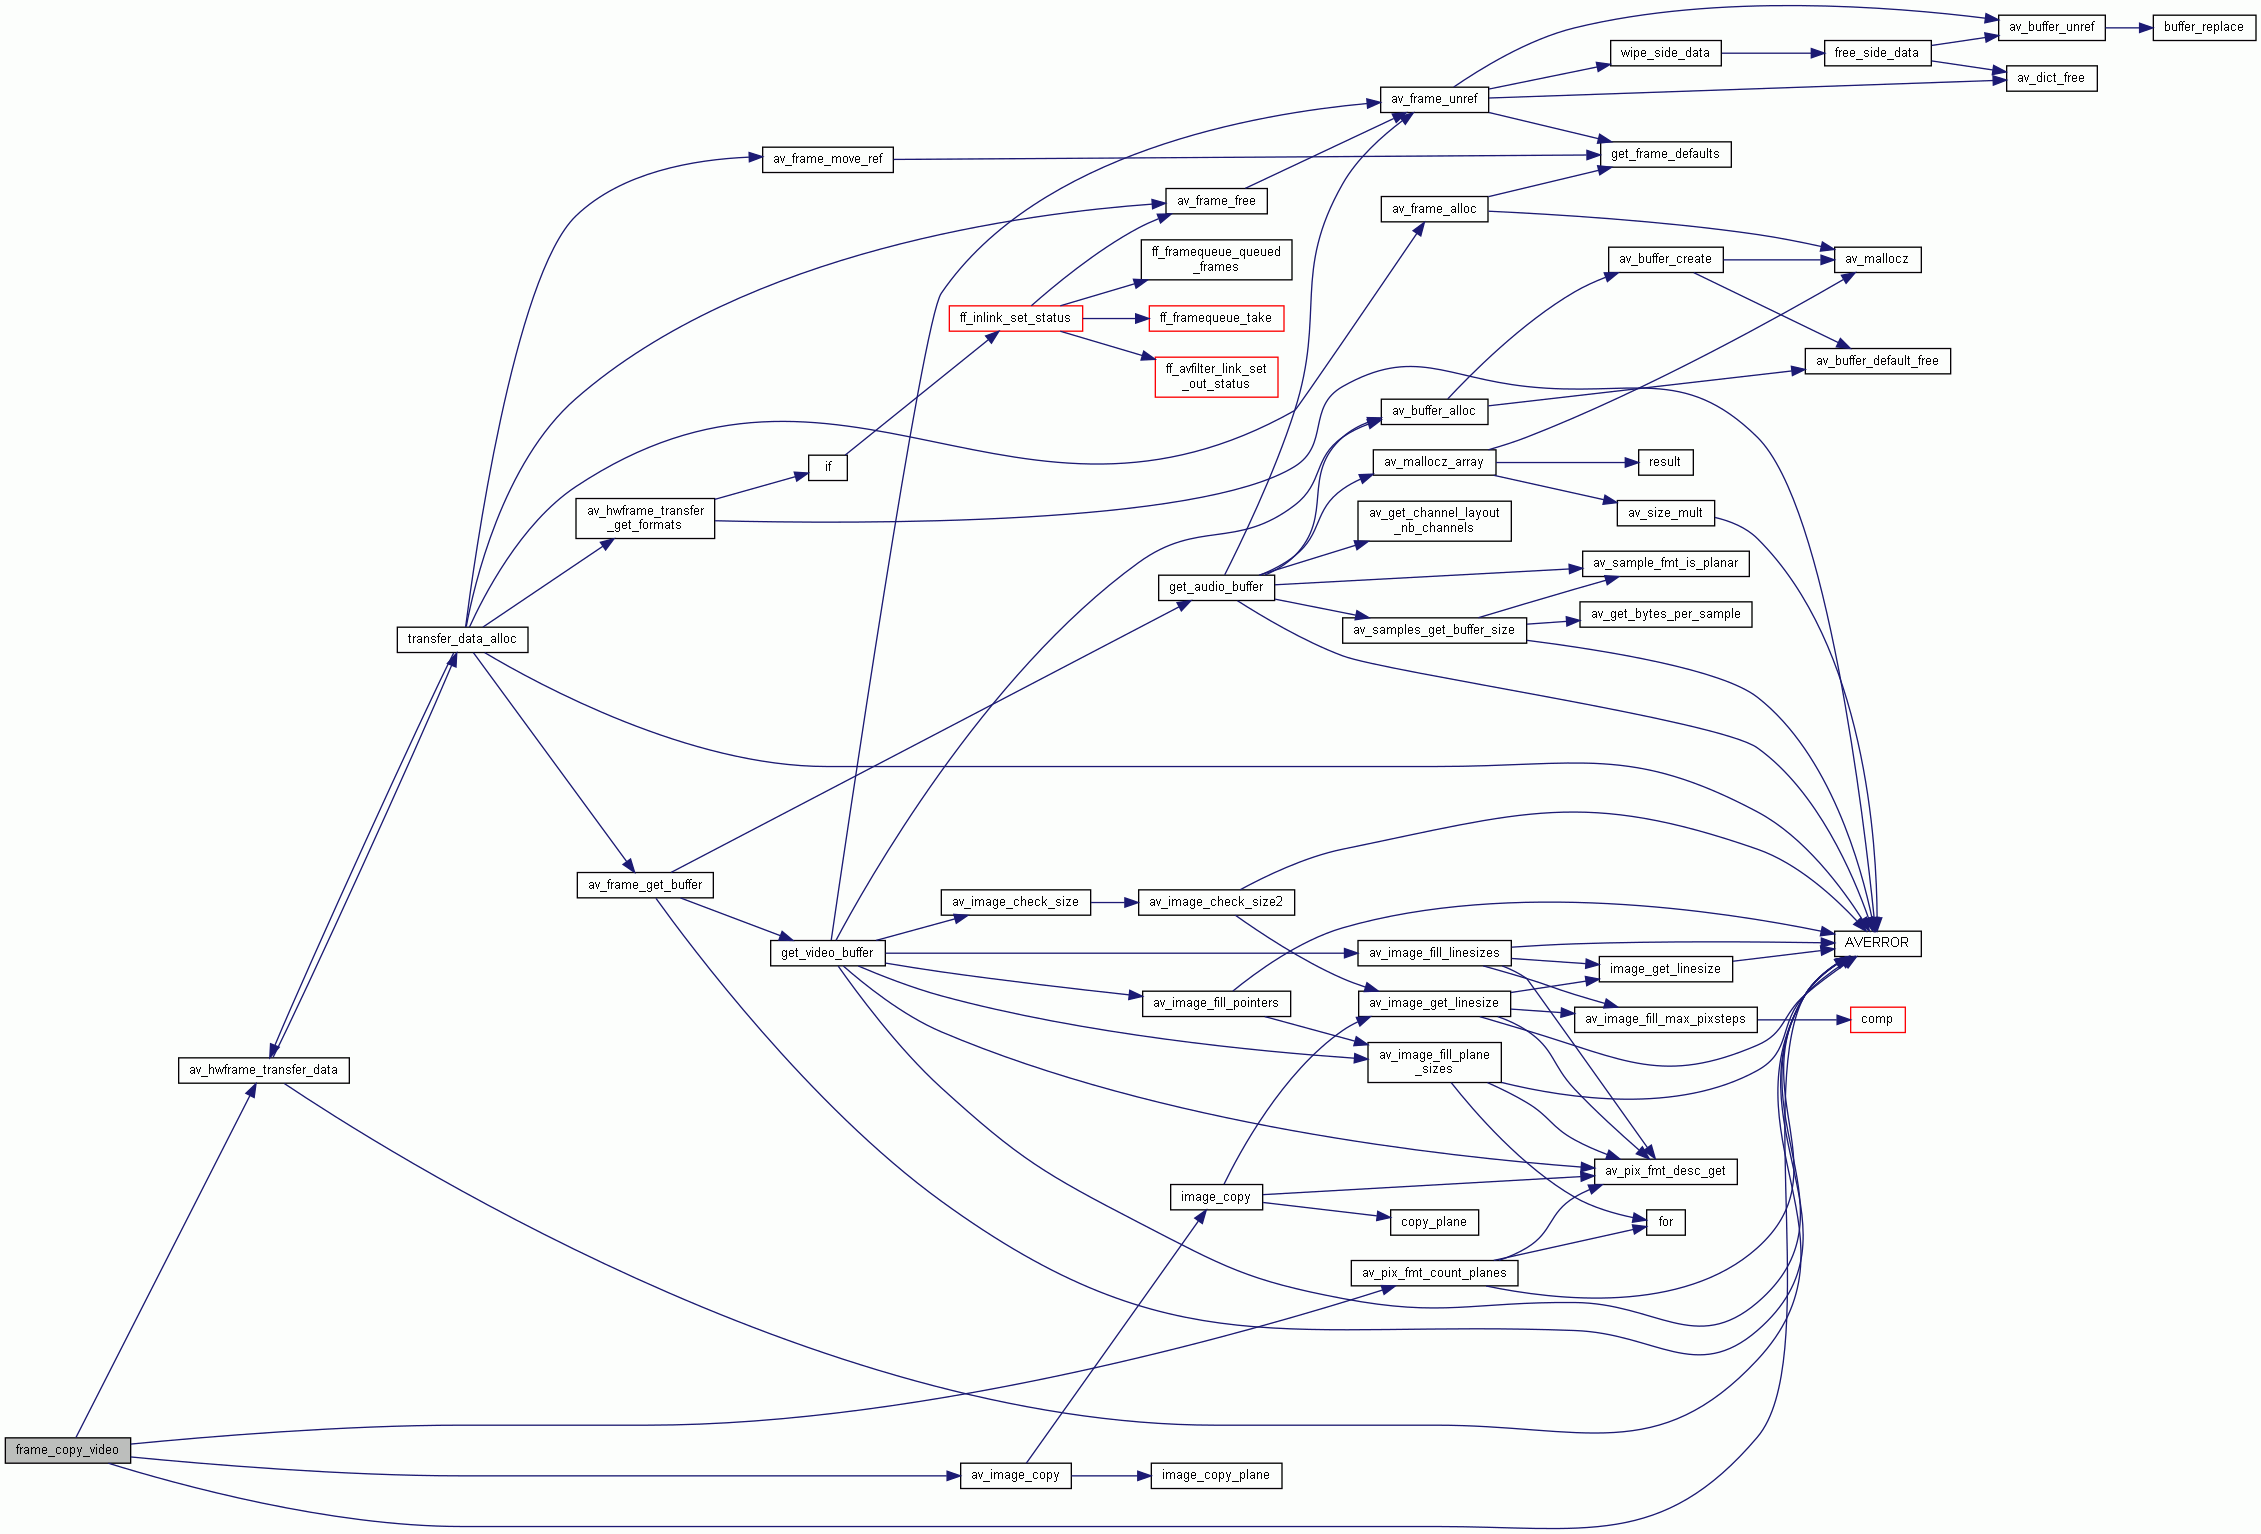 av_buffer_unref
buffer_replace
wipe_side_data
free_side_data
av_dict_free
av_frame_unref
get_frame_defaults
av_frame_move_ref
av_frame_free
av_frame_alloc
ff_framequeue_queued
_frames
av_buffer_create
av_mallocz
ff_inlink_set_status
ff_framequeue_take
ff_avfilter_link_set
_out_status
av_buffer_default_free
av_buffer_alloc
if
av_mallocz_array
result
av_hwframe_transfer
_get_formats
av_get_channel_layout
_nb_channels
av_size_mult
av_sample_fmt_is_planar
get_audio_buffer
av_get_bytes_per_sample
av_samples_get_buffer_size
transfer_data_alloc
av_frame_get_buffer
av_image_check_size
av_image_check_size2
get_video_buffer
av_image_fill_linesizes
AVERROR
image_get_linesize
av_image_fill_pointers
av_image_get_linesize
av_image_fill_max_pixsteps
comp
av_image_fill_plane
_sizes
av_hwframe_transfer_data
av_pix_fmt_desc_get
image_copy
copy_plane
for
av_pix_fmt_count_planes
frame_copy_video
av_image_copy
image_copy_plane